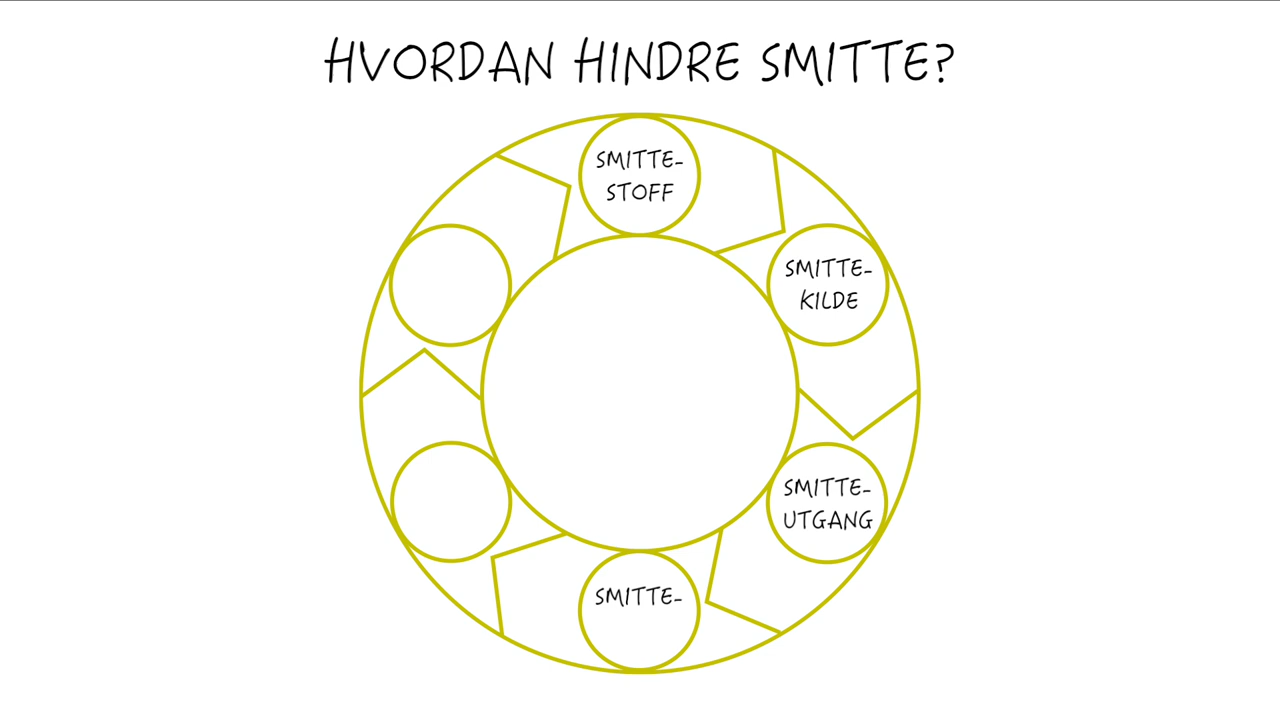 HVORDAN HINDRE SMITTE?
SMITTE-
STOFF
SMITTE-
KILDE
SMITTE-
UTGANG
SMITTE-